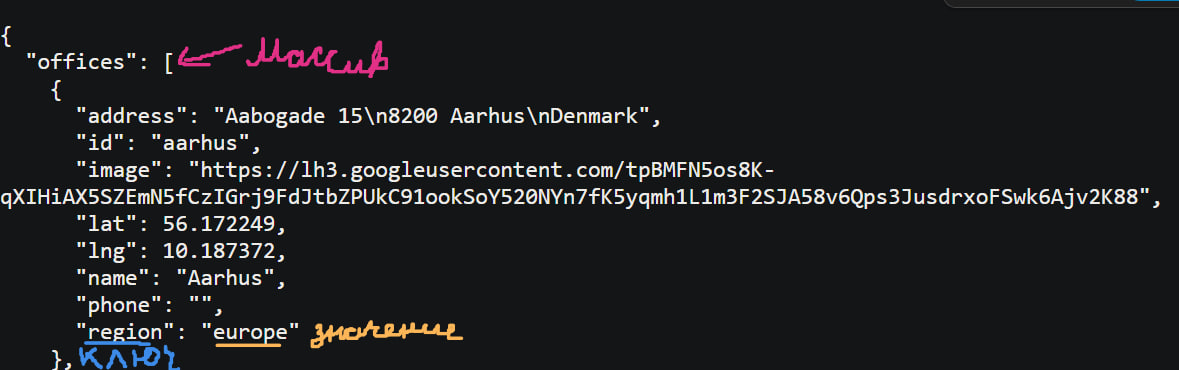 {
"offices": [ Массив
{
"address": "Aabogade 15\n8200 Aarhus\nDenmark",
"id": "aarhus",
"image": "https://lh3.googleusercontent.com/tpBMFN5os8K-
qXIHiAX5SZEmN5fCzIGrj9FdJtbZPUkC91ookSoY520NYn7fK5yqmh1L1m3F2SJA58v6Qps3JusdrxoFSwk6Ajv2K88",
"lat": 56.172249,
"lng": 10.187372,
"name": "Aarhus",
"phone": "",
"region": "europe" значение
}, ключ